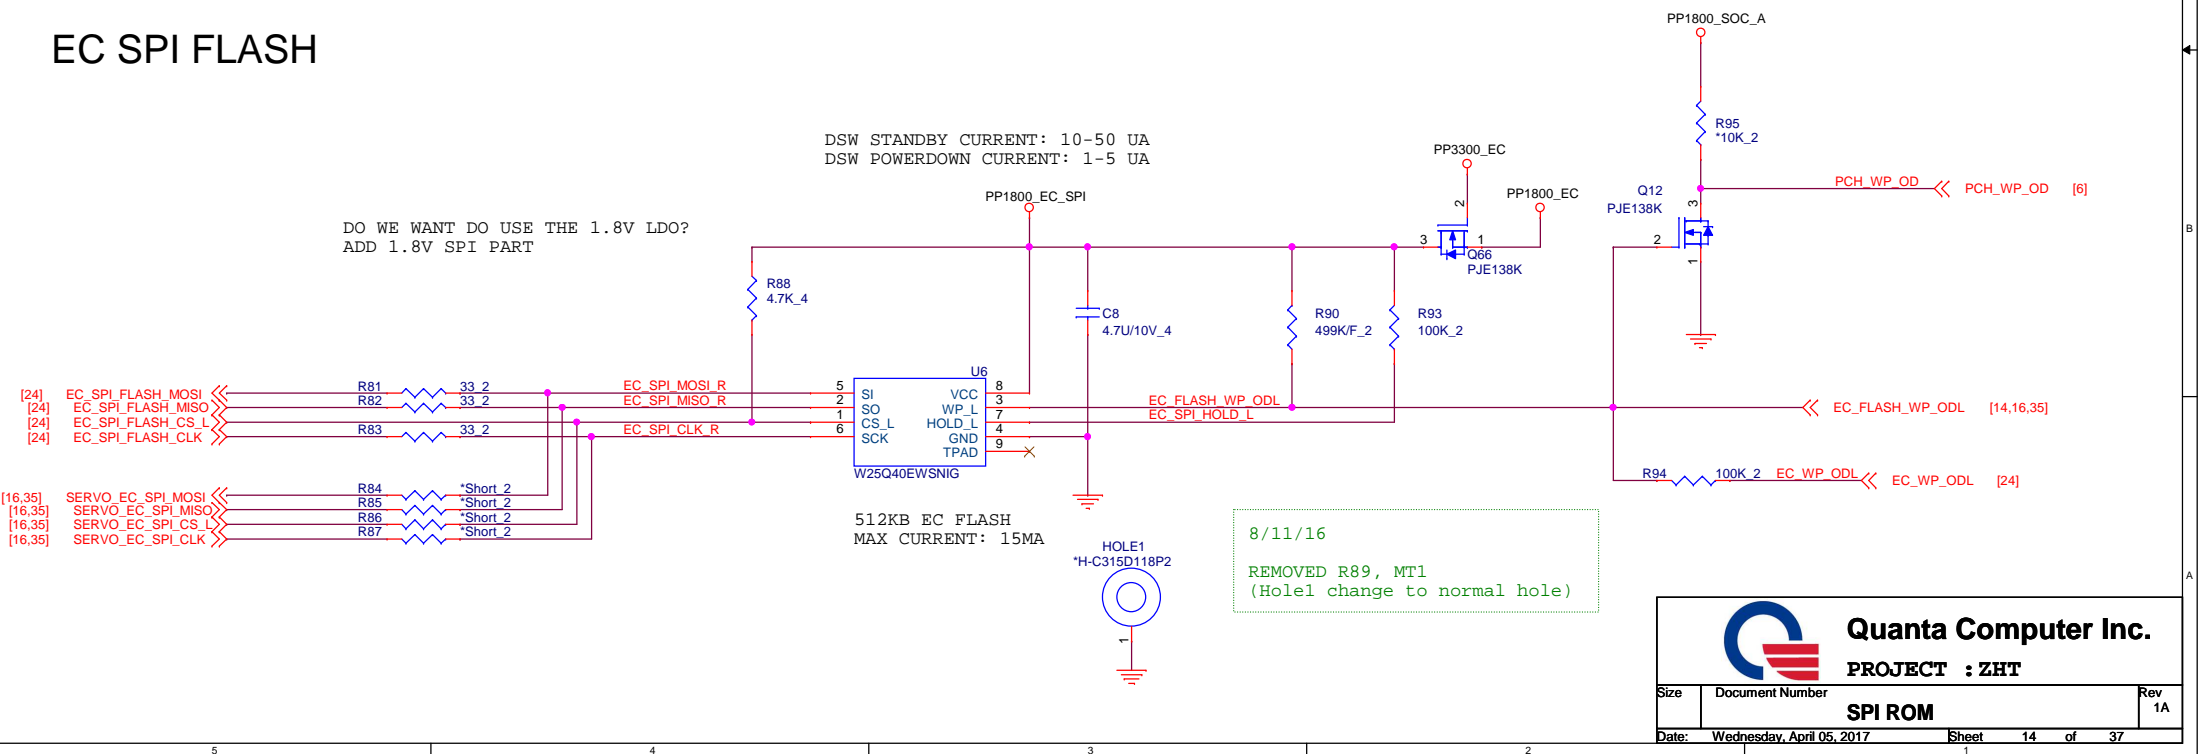 EC SPI FLASH
PP1800_SOC_A
R95
*10K_2
DSW STANDBY CURRENT: 10-50 UA
DSW POWERDOWN CURRENT: 1-5 UA
PP3300_EC
PP1800_EC_SPI
PP1800_EC
Q12
PJE138K
PCH_WP_OD
PCH_WP_OD [6]
DO WE WANT DO USE THE 1.8V LDO?
ADD 1.8V SPI PART
2
3
1
3
2
1
Q66
PJE138K
R88
4.7K_4
C8
4.7U/10V_4
R90
499K/F_2
R93
100K_2
U6
[24] EC_SPI_FLASH_MOSI R81 33_2 EC_SPI_MOSI_R 5 SI VCC 8
[24] EC_SPI_FLASH_MISO R82 33_2 EC_SPI_MISO_R 2 SO WP_L 3 EC_FLASH_WP_ODL EC_FLASH_WP_ODL [14,16,35]
[24] EC_SPI_FLASH_CS_L 1 CS_L HOLD_L 7 EC_SPI_HOLD_L
[24] EC_SPI_FLASH_CLK R83 33_2 EC_SPI_CLK_R 6 SCK GND 4
TPAD 9
W25Q40EWSNIG
R94 100K_2 EC_WP_ODL EC_WP_ODL [24]
[16,35] SERVO_EC_SPI_MOSI R84 *Short_2
[16,35] SERVO_EC_SPI_MISO R85 *Short_2
[16,35] SERVO_EC_SPI_CS_L R86 *Short_2
[16,35] SERVO_EC_SPI_CLK R87 *Short_2
512KB EC FLASH
MAX CURRENT: 15MA
HOLE1
*H-C315D118P2
1
8/11/16
REMOVED R89, MT1
(Hole1 change to normal hole)
B
A
Quanta Computer Inc.
PROJECT : ZHT
Size Document Number Rev
SPI ROM 1A
Date: Wednesday, April 05, 2017 Sheet 14 of 37
5 4 3 2 1